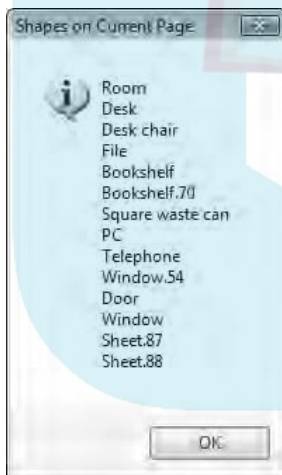 Shapes on Current Page
Room
Desk
Desk chair
File
Bookshelf
Bookshelf.70
Square waste can
PC
Telephone
Window.54
Door
Window
Sheet.87
Sheet.88
OK